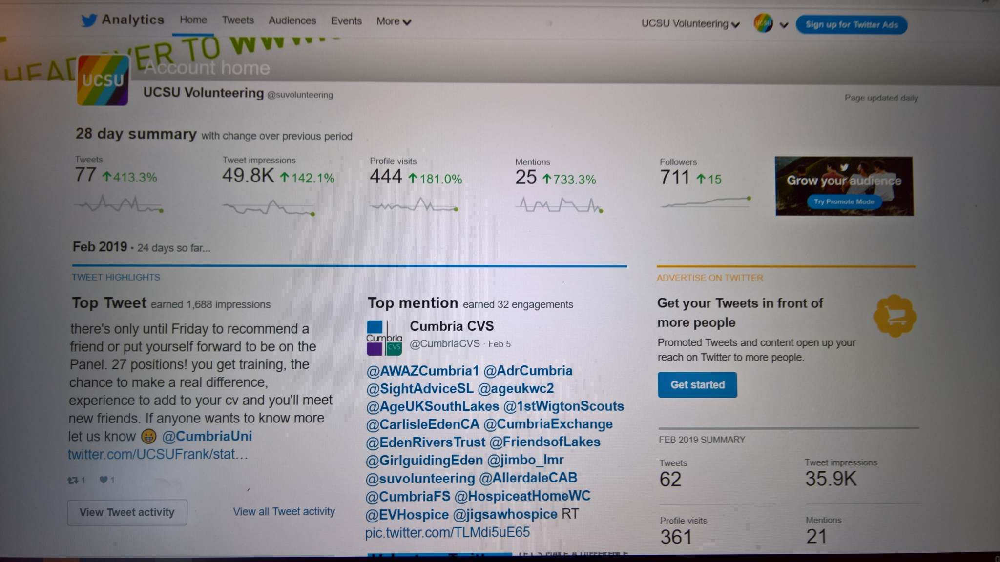 Analytics Home Tweets Audiences Events More UCSU Volunteering UCSU Sign up for Twitter Ads
HEAD OVER TO WWW.
UCSU
Account home
UCSU Volunteering @suvolunteering
Page updated daily
28 day summary with change over previous period
Tweets Tweet impressions Profile visits Mentions Followers
77 ↑413.3% 49.8K ↑142.1% 444 ↑181.0% 25 ↑733.3% 711 ↑15
Grow your audience
Try Promote Mode
Feb 2019 • 24 days so far...
TWEET HIGHLIGHTS
Top Tweet earned 1,688 impressions
there's only until Friday to recommend a
friend or put yourself forward to be on the
Panel. 27 positions! you get training, the
chance to make a real difference,
experience to add to your cv and you'll meet
new friends. If anyone wants to know more
let us know 😀 @CumbriaUni
twitter.com/UCSUFrank/stat…
1 1
View Tweet activity View all Tweet activity
Top mention earned 32 engagements
Cumbria
CVS
Cumbria CVS
@CumbriaCVS · Feb 5
@AWAZCumbria1 @AdrCumbria
@SightAdviceSL @ageukwc2
@AgeUKSouthLakes @1stWigtonScouts
@CarlisleEdenCA @CumbriaExchange
@EdenRiversTrust @FriendsofLakes
@GirlguidingEden @jimbo_lmr
@suvolunteering @AllerdaleCAB
@CumbriaFS @HospiceatHomeWC
@EVHospice @jigsawhospice RT
pic.twitter.com/TLMdi5uE65
ADVERTISE ON TWITTER
Get your Tweets in front of
more people
Promoted Tweets and content open up your
reach on Twitter to more people.
Get started
FEB 2019 SUMMARY
Tweets Tweet impressions
62 35.9K
Profile visits Mentions
361 21